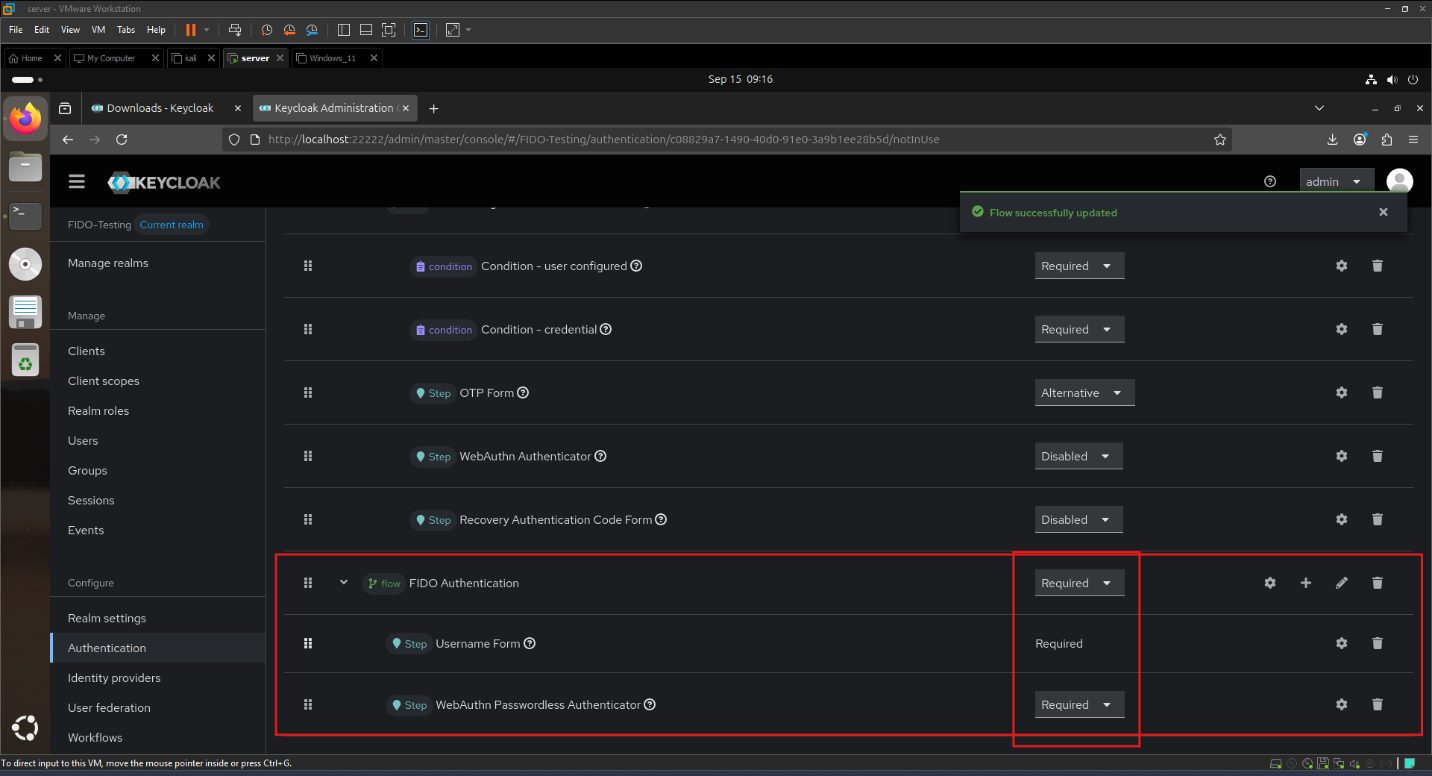 server - VMware Workstation
File Edit View VM Tabs Help
Home My Computer kali server Windows_11
Sep 15 09:16
Downloads - Keycloak Keycloak Administration
http://localhost:22222/admin/master/console/#/FIDO-Testing/authentication/c08829a7-1490-40d0-91e0-3a9b1ee28b5d/notInUse
KEYCLOAK admin
Flow successfully updated
FIDO-Testing Current realm
Manage realms
Manage
Clients
Client scopes
Realm roles
Users
Groups
Sessions
Events
Configure
Realm settings
Authentication
Identity providers
User federation
Workflows
condition Condition - user configured Required
condition Condition - credential Required
Step OTP Form Alternative
Step WebAuthn Authenticator Disabled
Step Recovery Authentication Code Form Disabled
flow FIDO Authentication Required
Step Username Form Required
Step WebAuthn Passwordless Authenticator Required
To direct input to this VM, move the mouse pointer inside or press Ctrl+G.